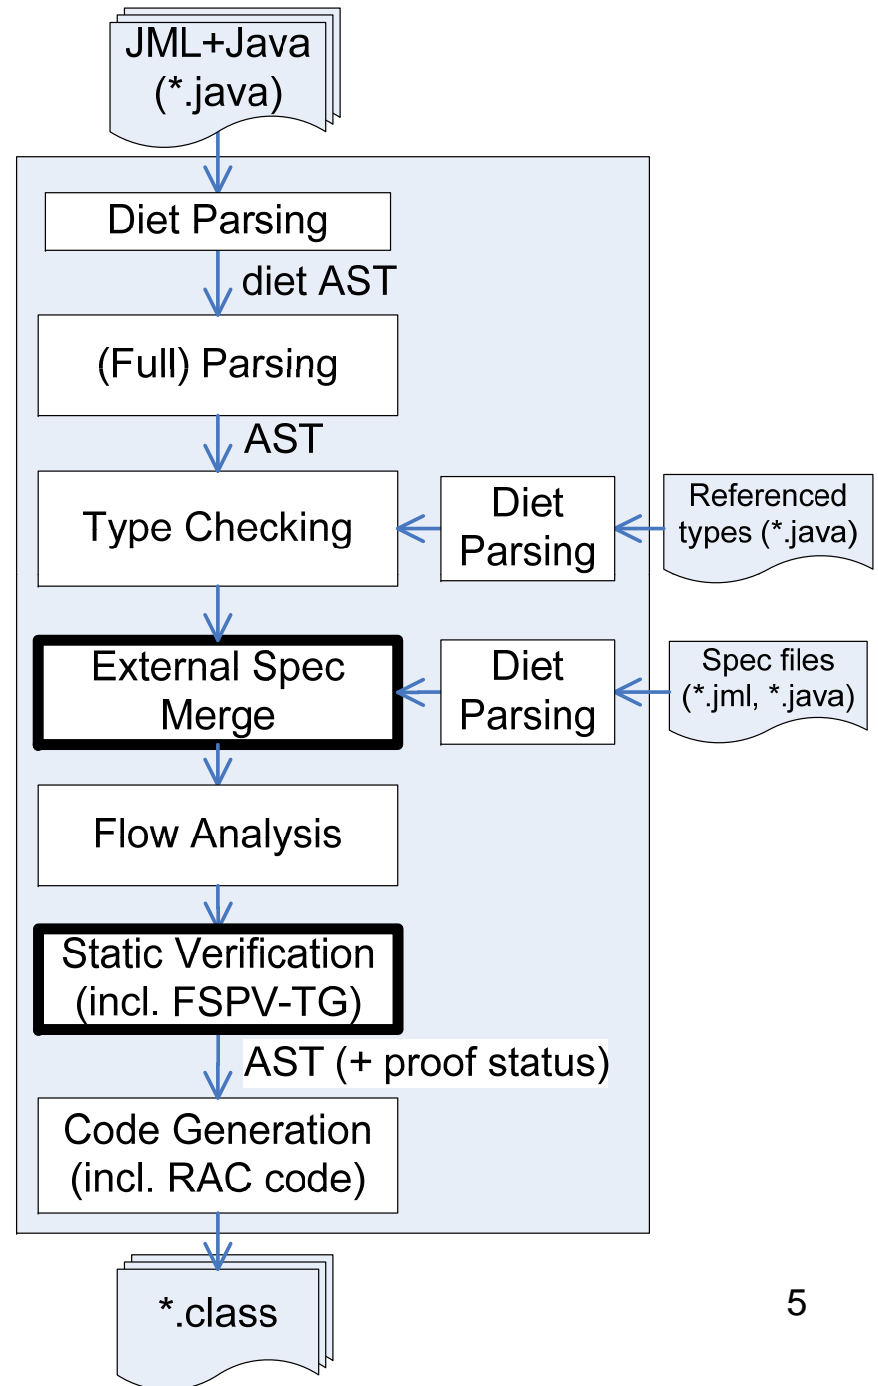 JML+Java
(*.java)
Diet Parsing
diet AST
(Full) Parsing
AST
Type Checking
Diet
Parsing
Referenced
types (*.java)
External Spec
Merge
Diet
Parsing
Spec files
(*.jml, *.java)
Flow Analysis
Static Verification
(incl. FSPV-TG)
AST (+ proof status)
Code Generation
(incl. RAC code)
*.class
5